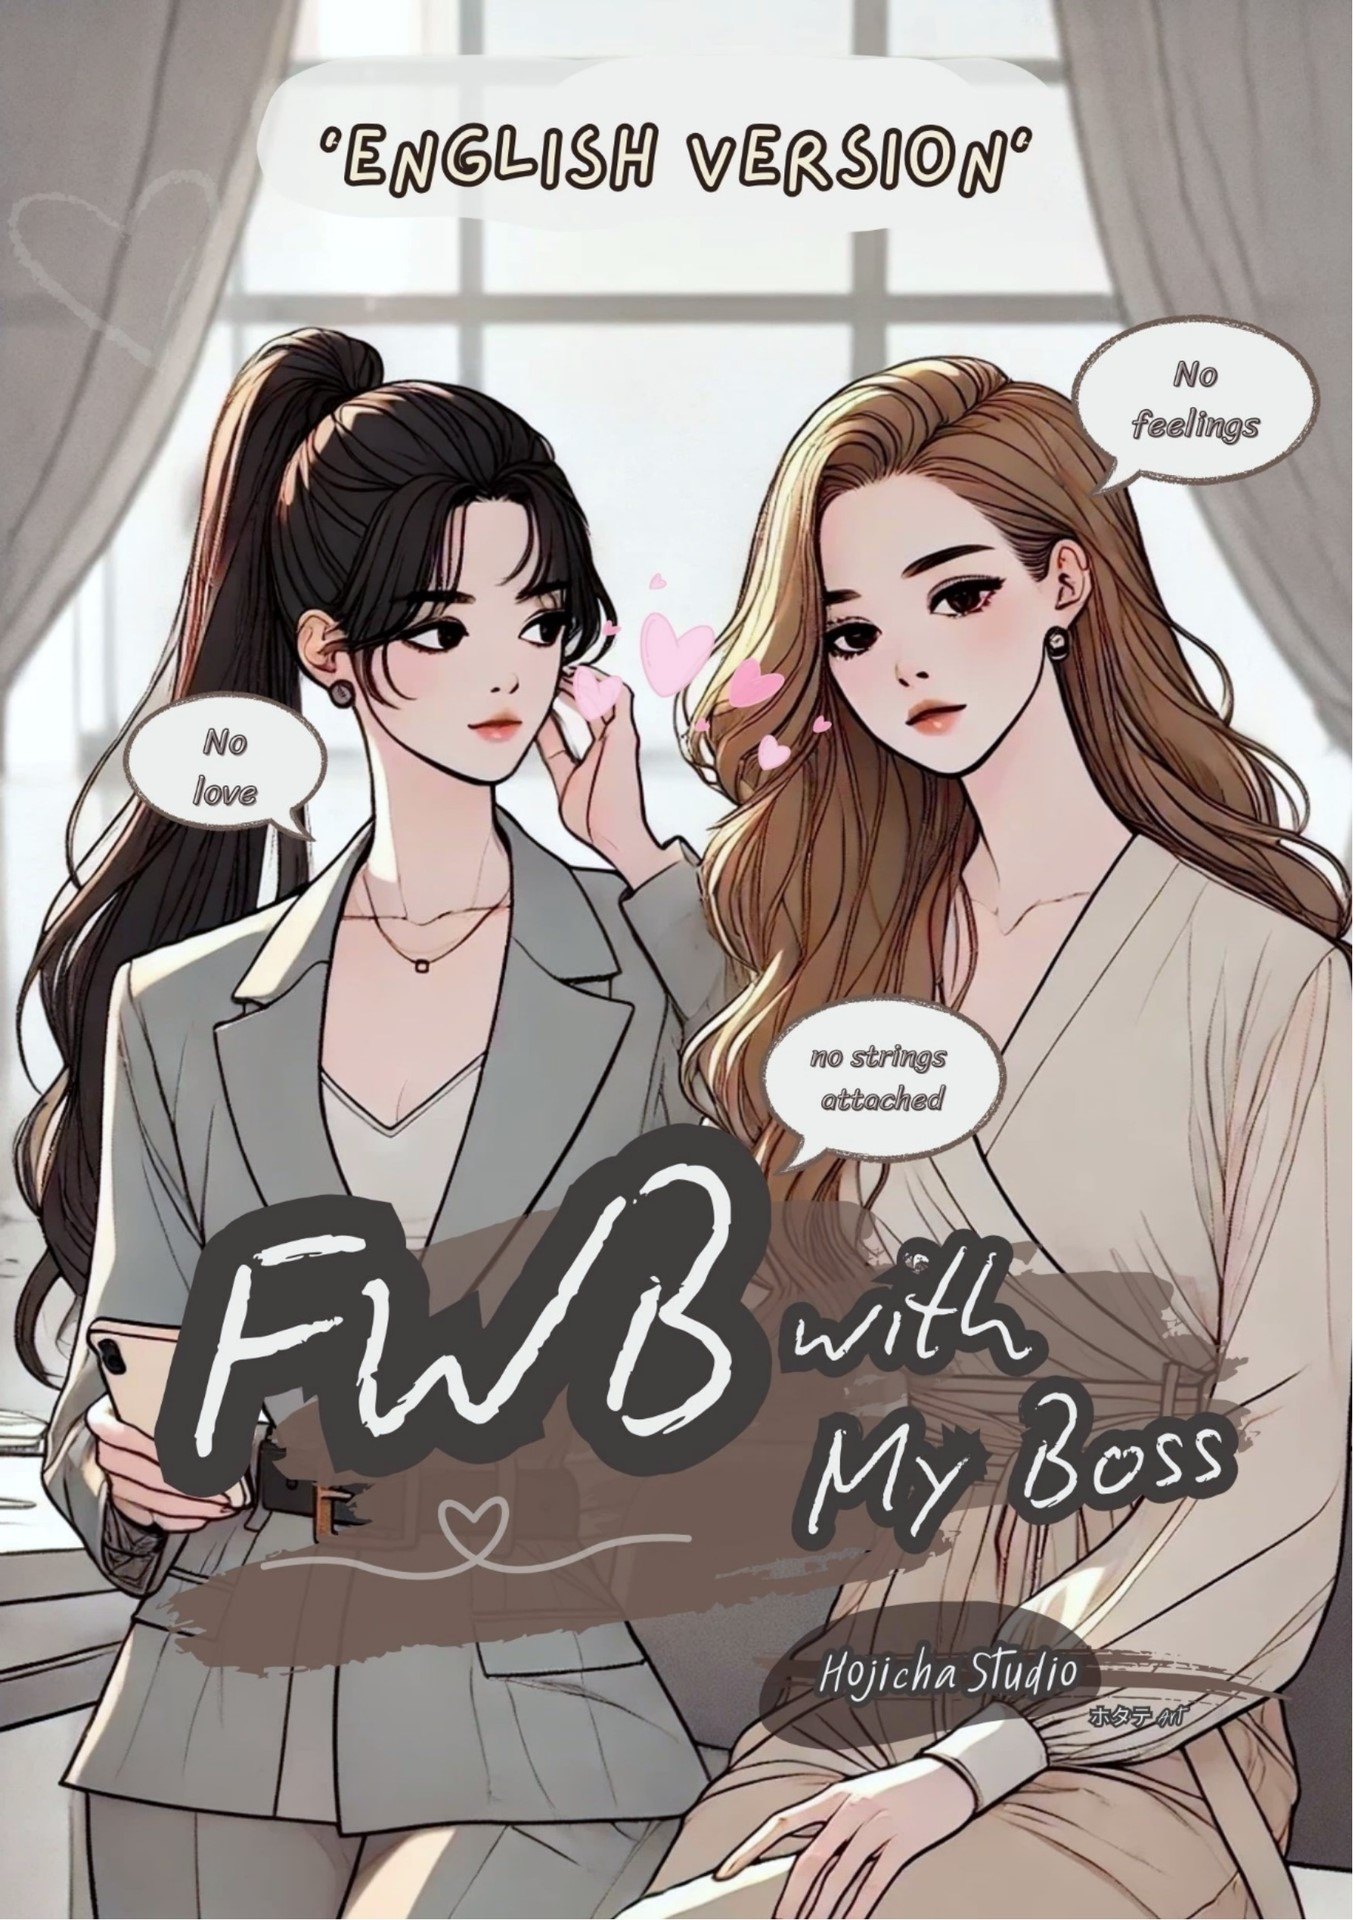 'ENGLISH VERSION'
No
feelings
No
love
no strings
attached
FWB with
My Boss
Hojicha Studio
ホタテ Art